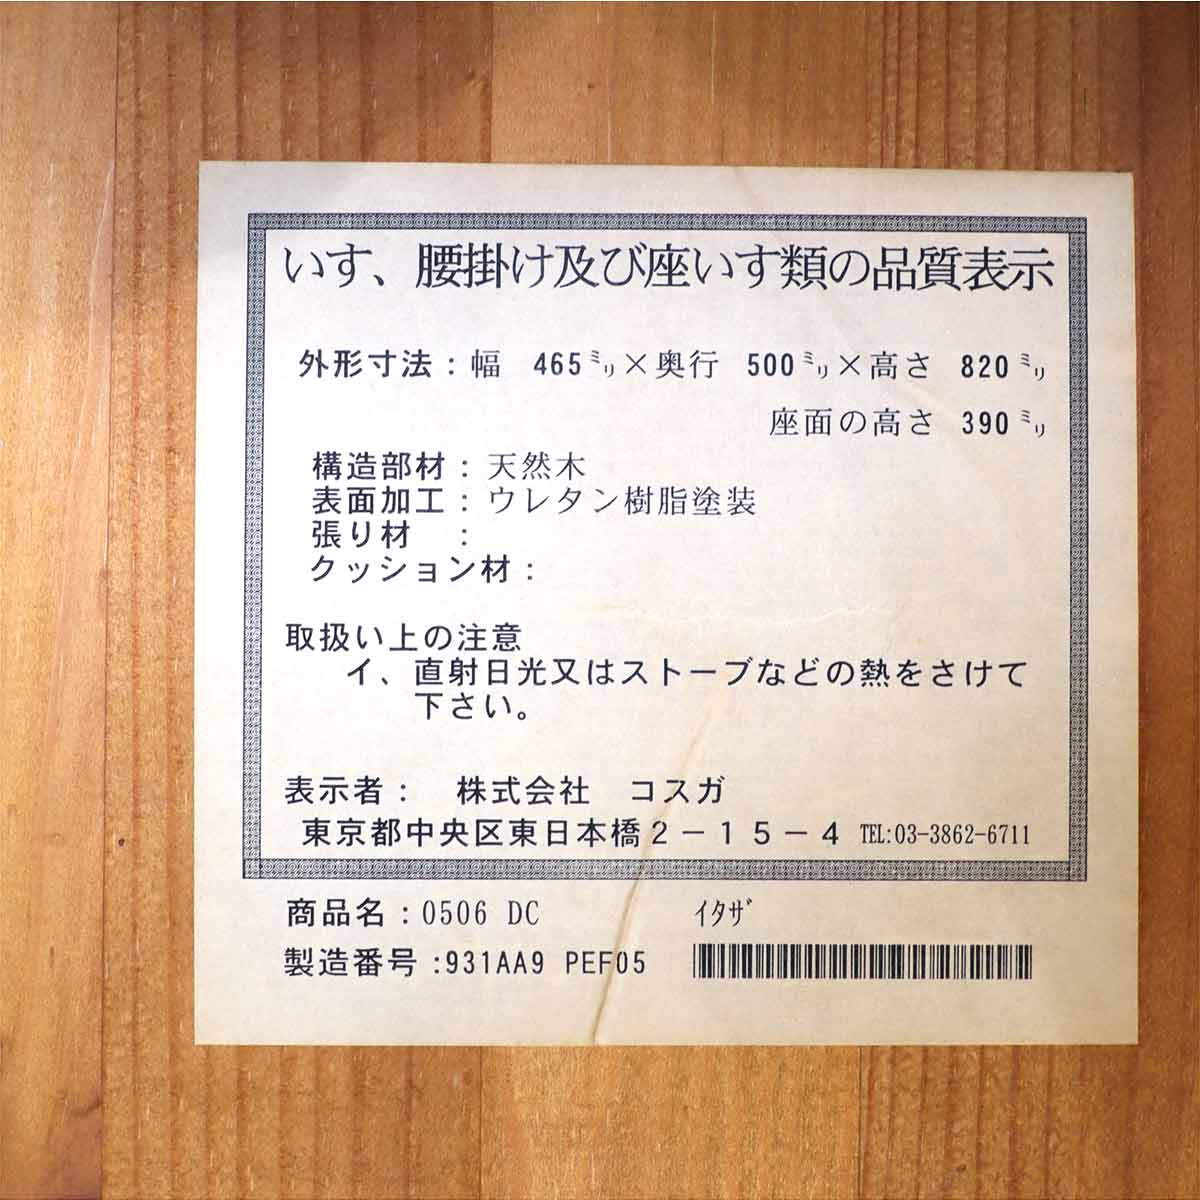 いす、腰掛け及び座いす類の品質表示
外形寸法：幅 465㍉×奥行 500㍉×高さ 820㍉
座面の高さ 390㍉
構造部材：天然木
表面加工：ウレタン樹脂塗装
張り材 ：
クッション材：
取扱い上の注意
イ、直射日光又はストーブなどの熱をさけて
下さい。
表示者： 株式会社 コスガ
東京都中央区東日本橋２－１５－４ TEL:03-3862-6711
商品名：0506 DC ｲﾀｻﾞ
製造番号:931AA9 PEF05